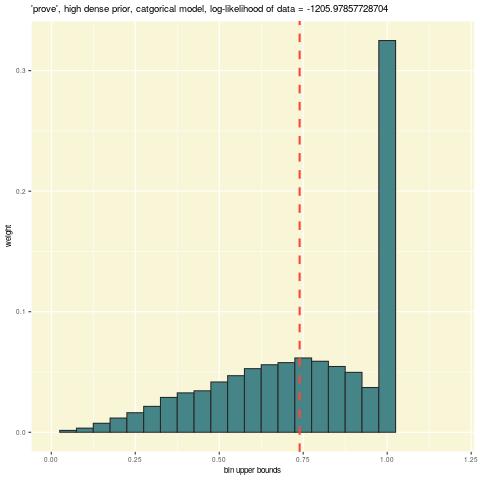 'prove', high dense prior, catgorical model, log-likelihood of data = -1205.97857728704
0.3
0.2
0.1
0.0
weight
0.00 0.25 0.50 0.75 1.00 1.25
bin upper bounds